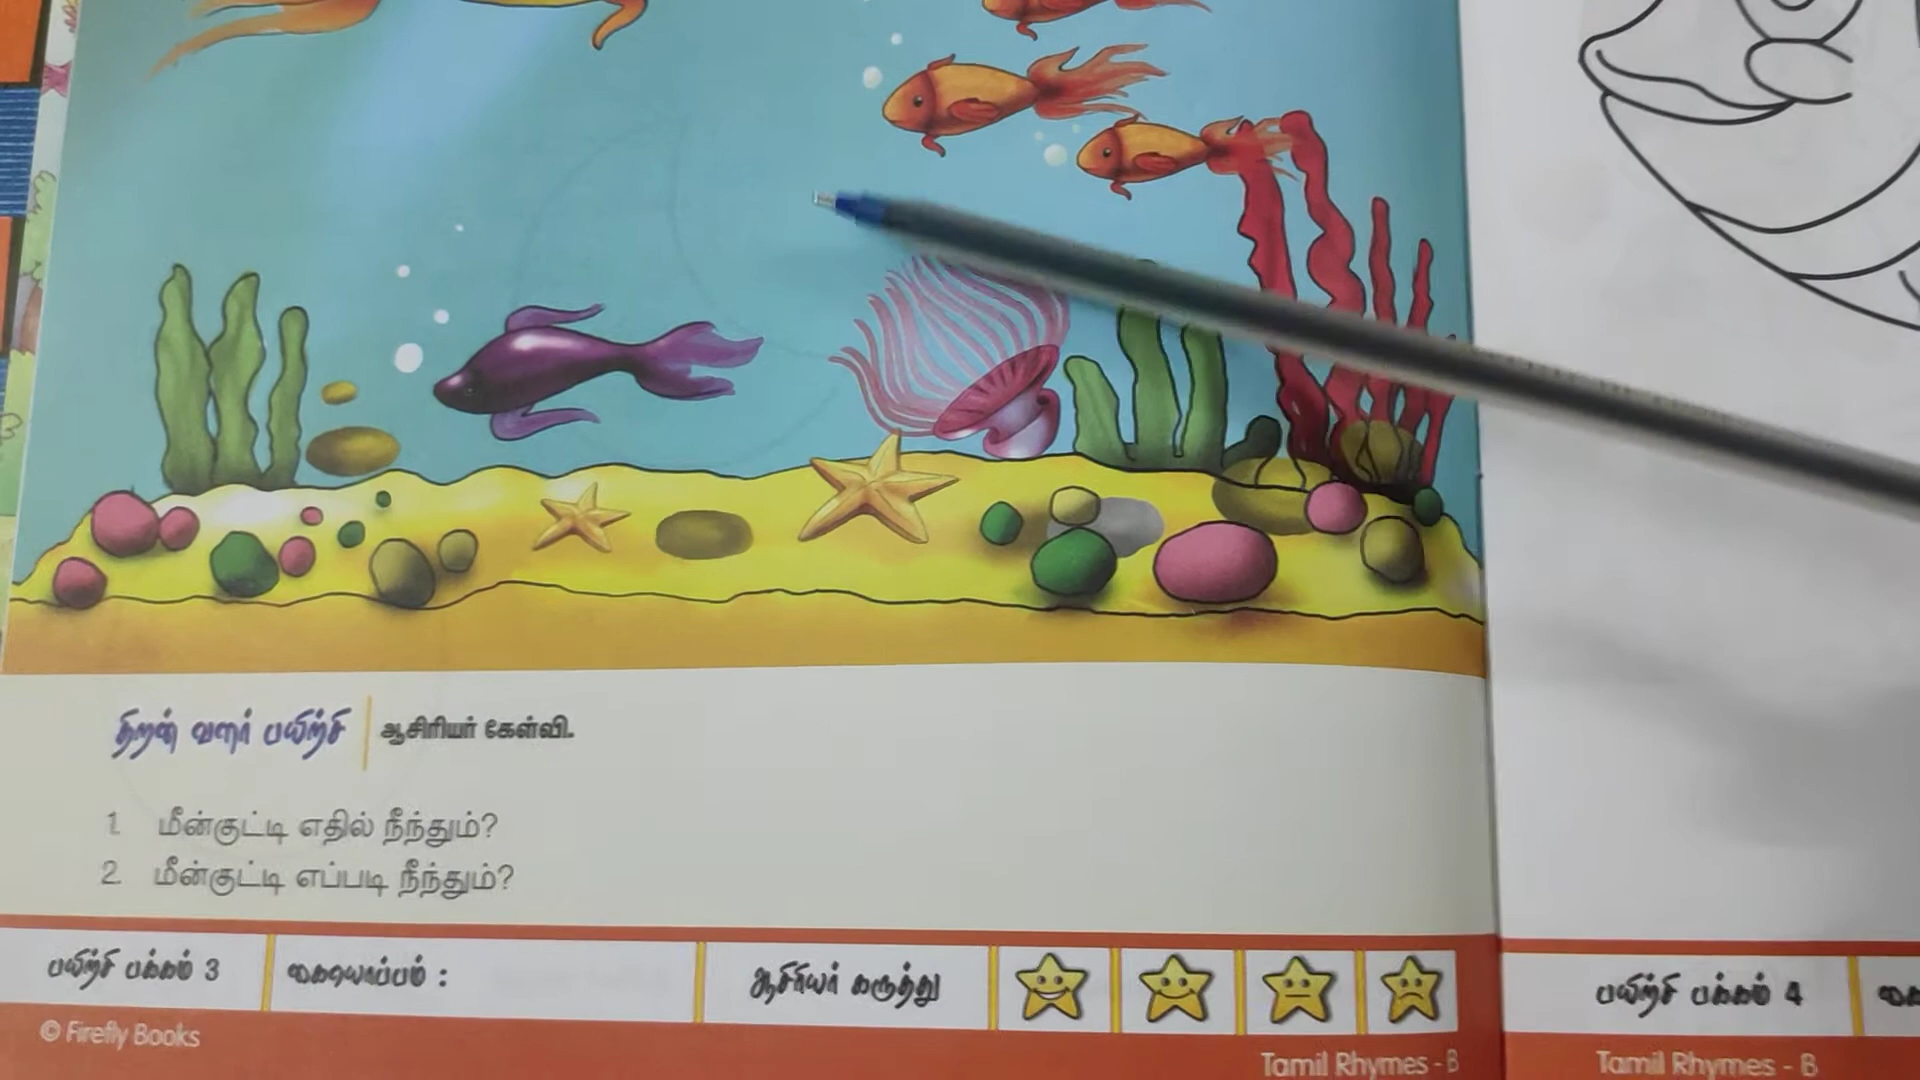 திறன் வளர் பயிற்சி ஆசிரியர் கேள்வி.
1. மீன்குட்டி எதில் நீந்தும்?
2. மீன்குட்டி எப்படி நீந்தும்?
பயிற்சி பக்கம் 3 கையொப்பம் : ஆசிரியர் கருத்து
© Firefly Books
Tamil Rhymes - B
பயிற்சி பக்கம் 4
Tamil Rhymes - B